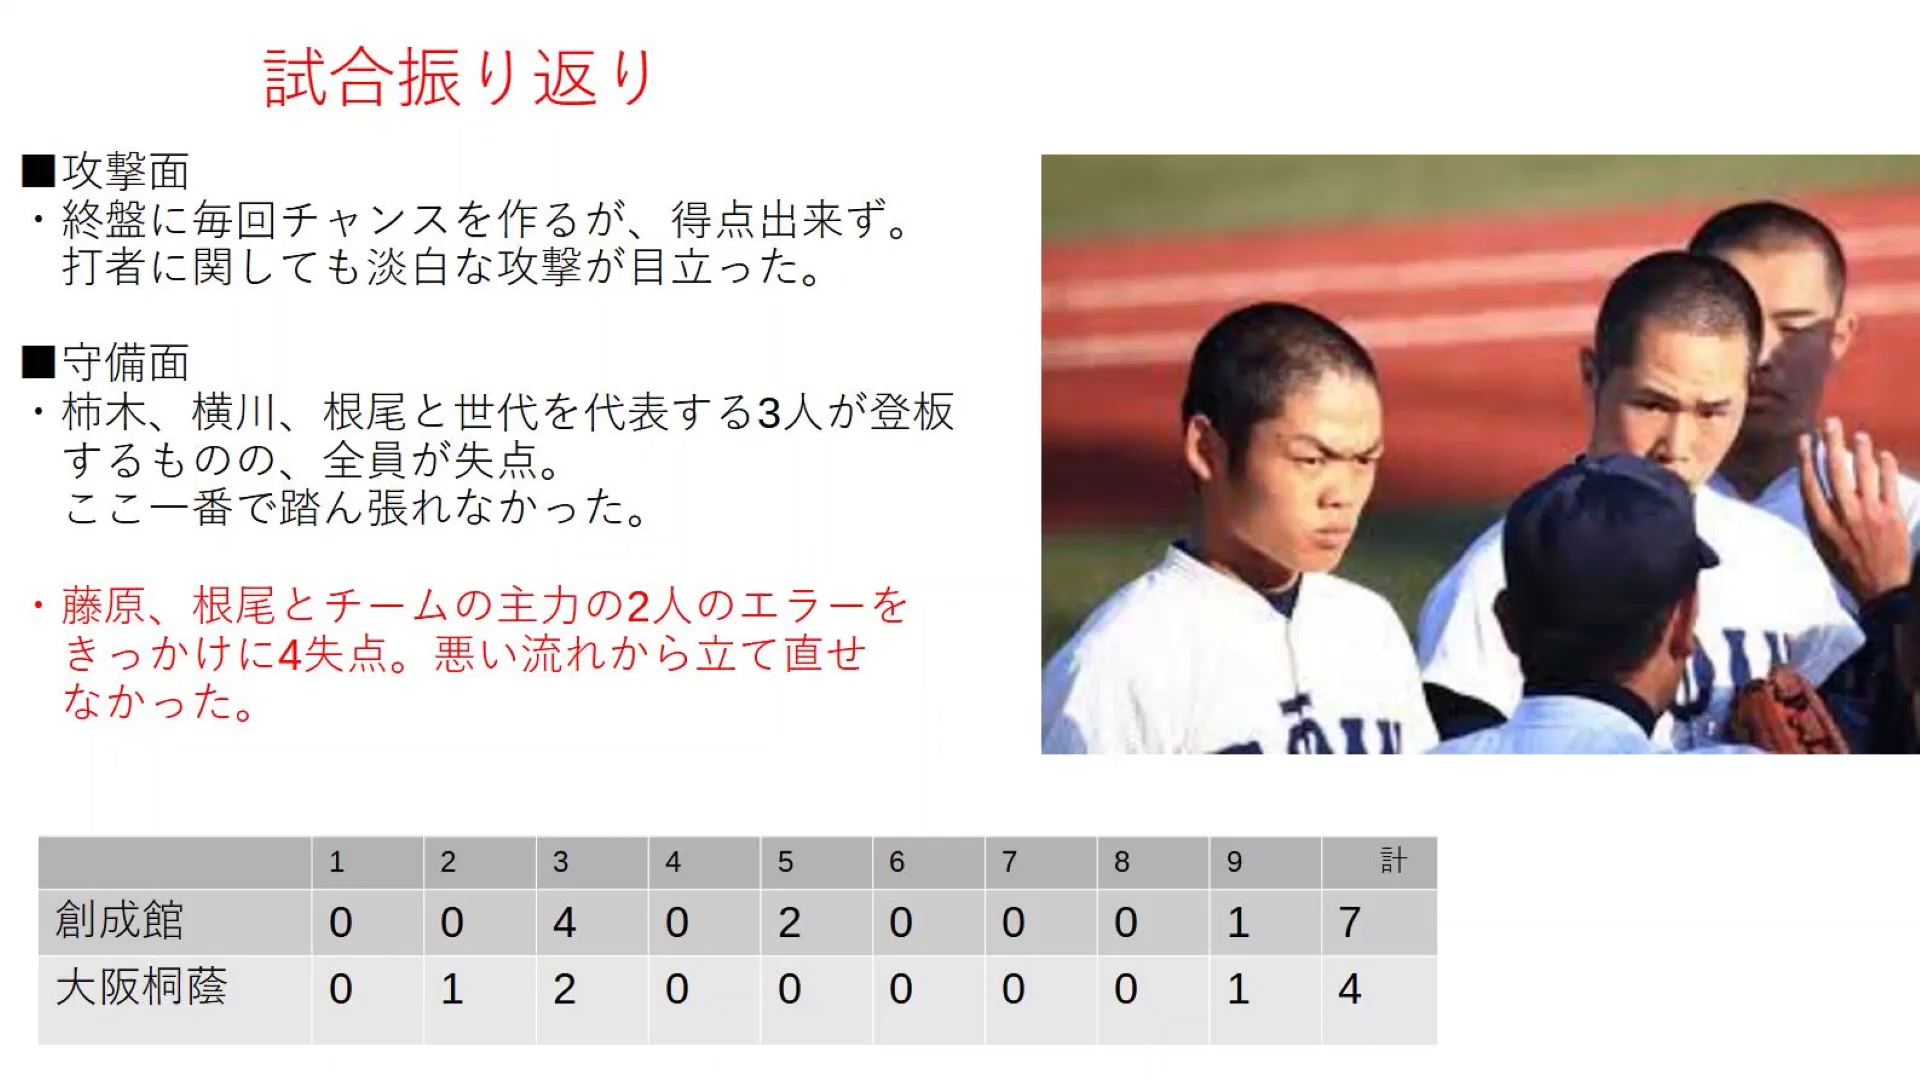 試合振り返り
■攻撃面
・終盤に毎回チャンスを作るが、得点出来ず。
打者に関しても淡白な攻撃が目立った。
■守備面
・柿木、横川、根尾と世代を代表する3人が登板
するものの、全員が失点。
ここ一番で踏ん張れなかった。
・藤原、根尾とチームの主力の2人のエラーを
きっかけに4失点。悪い流れから立て直せ
なかった。
1 2 3 4 5 6 7 8 9 計
創成館 0 0 4 0 2 0 0 0 1 7
大阪桐蔭 0 1 2 0 0 0 0 0 1 4